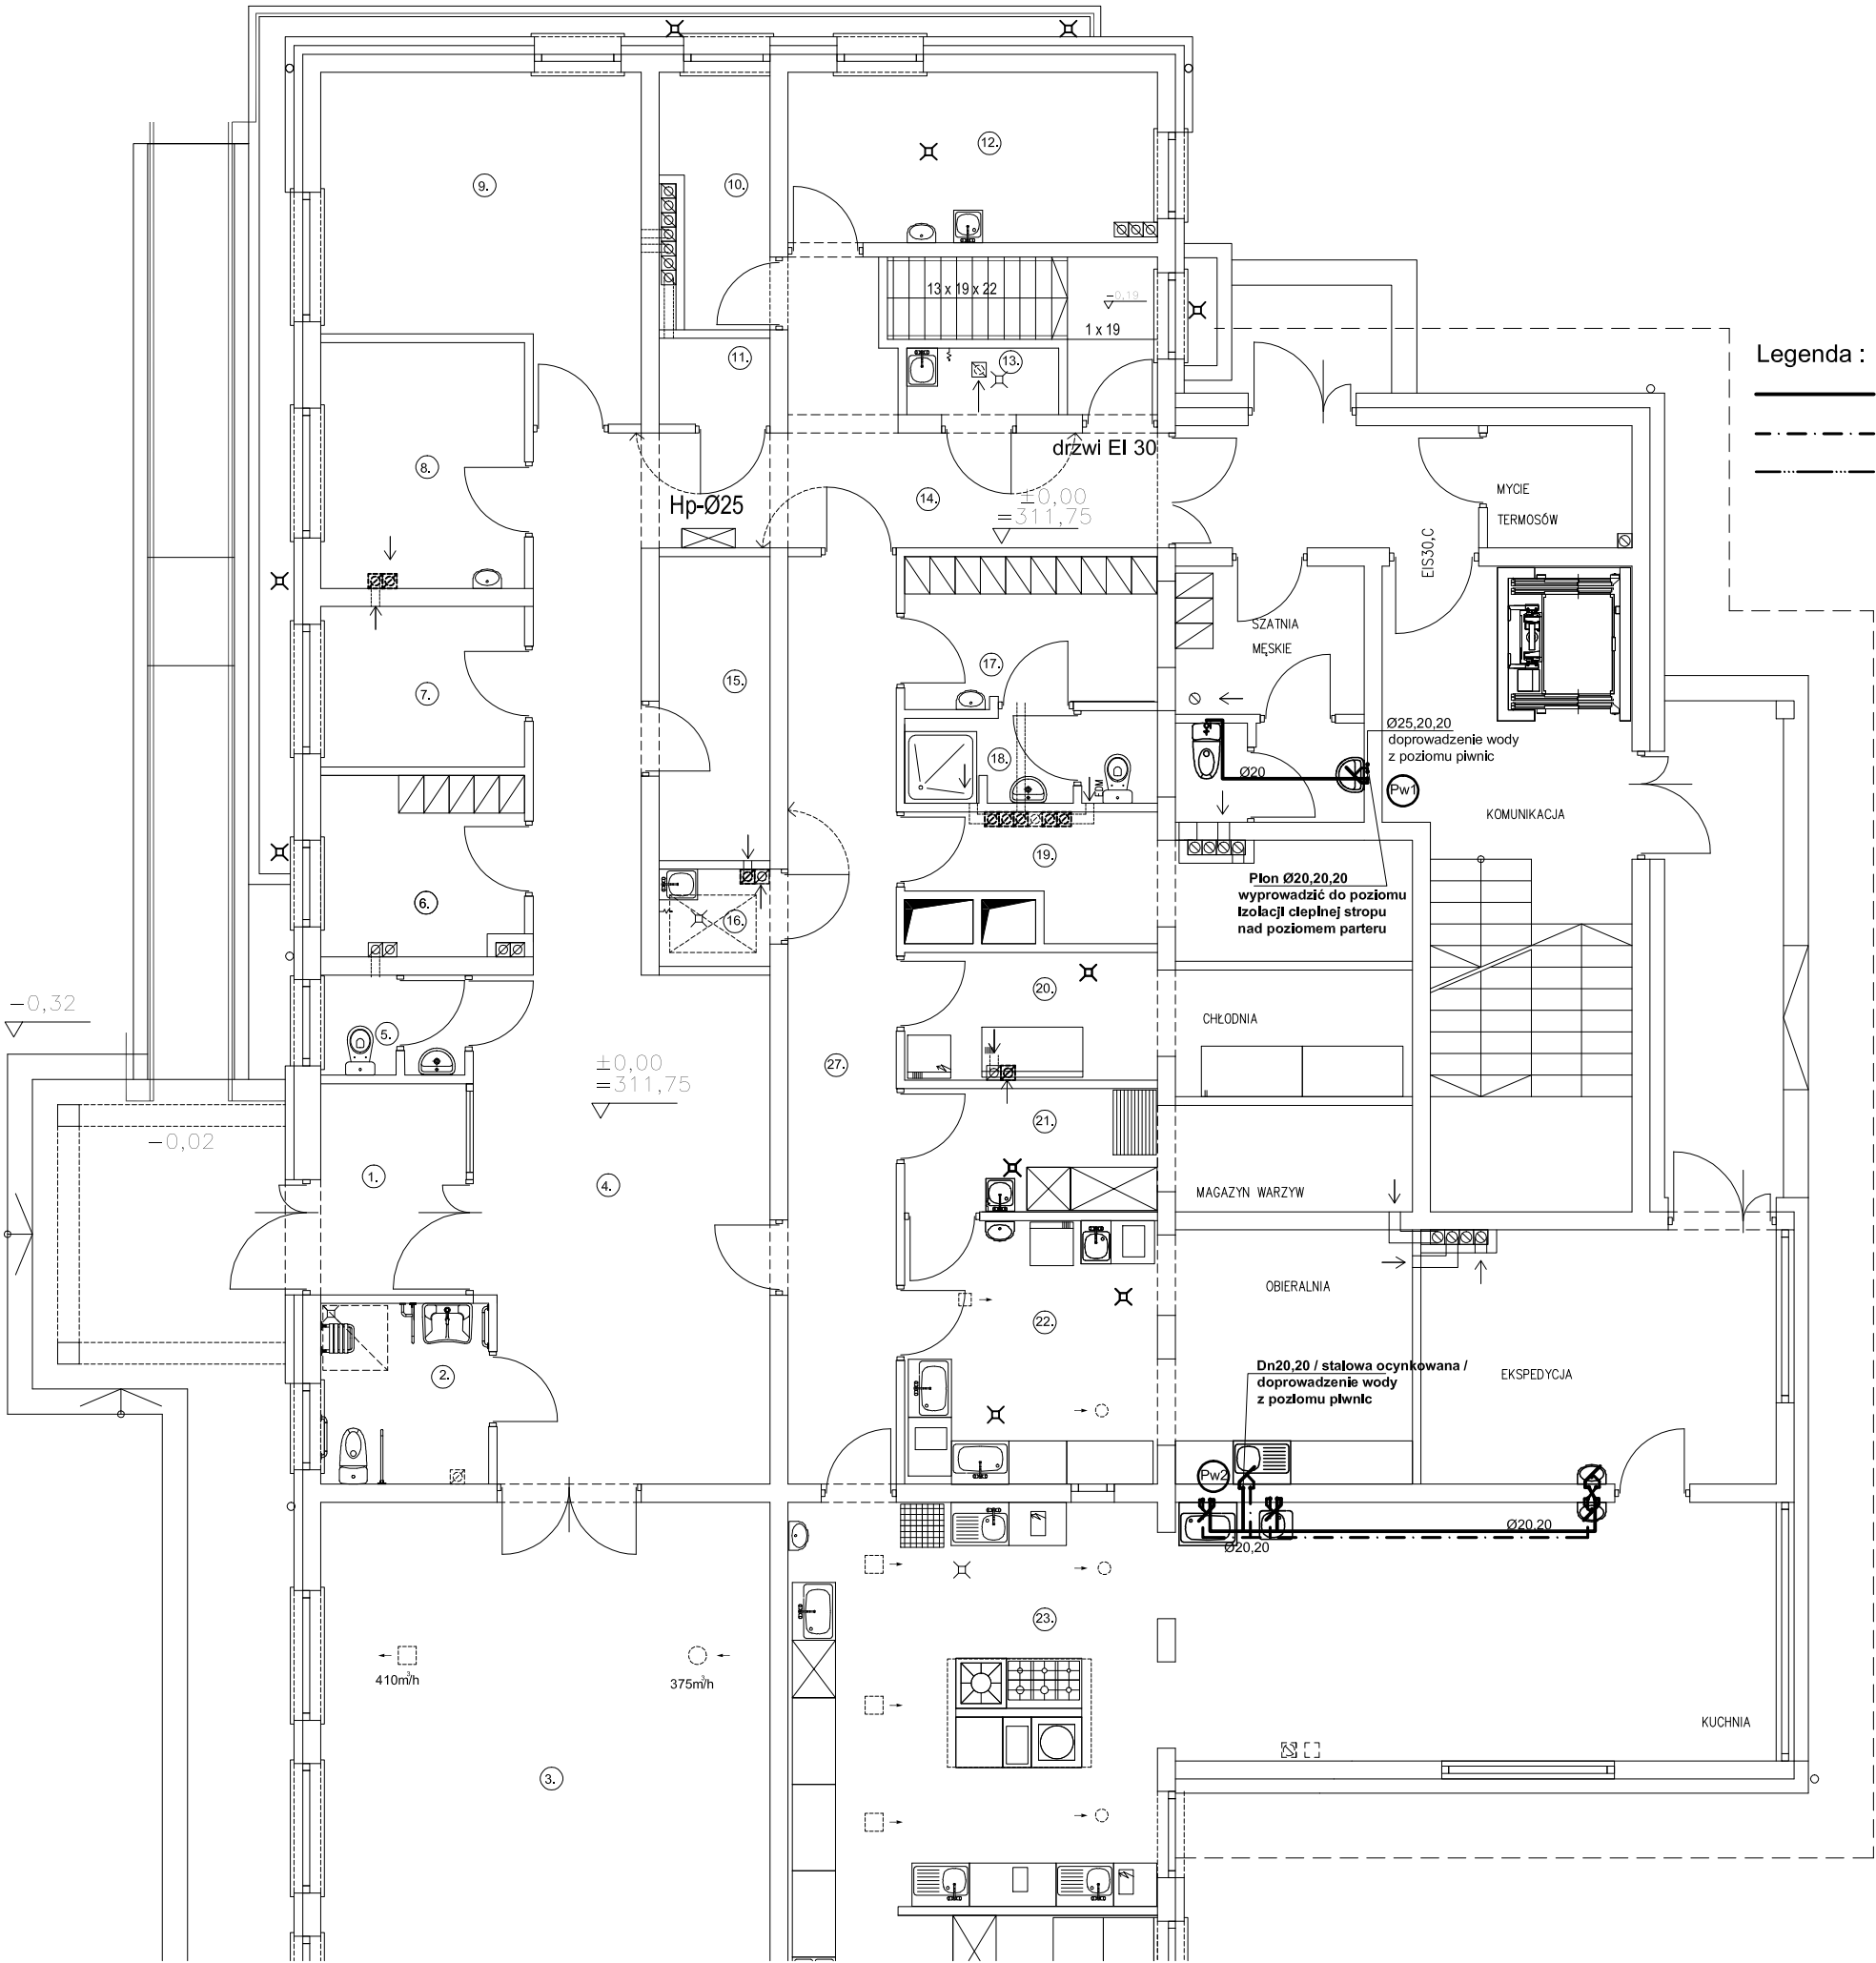 12.
9.
10.
13 x 19 x 22
-0,19
1 x 19
11.
13.
Legenda :
drzwi EI 30
8.
Hp-Ø25
14.
±0,00
=311,75
MYCIE
TERMOSÓW
EIS30,C
SZATNIA
MĘSKIE
17.
7.
15.
Ø25,20,20
doprowadzenie wody
z poziomu piwnic
18.
Ø20
EDM
Pw1
KOMUNIKACJA
19.
Pion Ø20,20,20
wyprowadzić do poziomu
izolacji cieplnej stropu
nad poziomem parteru
6.
16.
20.
−0,32
CHŁODNIA
5.
±0,00
=311,75
27.
21.
−0,02
1.
4.
MAGAZYN WARZYW
OBIERALNIA
22.
2.
Dn20,20 / stalowa ocynkowana /
doprowadzenie wody
z poziomu piwnic
EKSPEDYCJA
Pw2
Ø20,20
Ø20,20
23.
410m³/h
375m³/h
KUCHNIA
3.